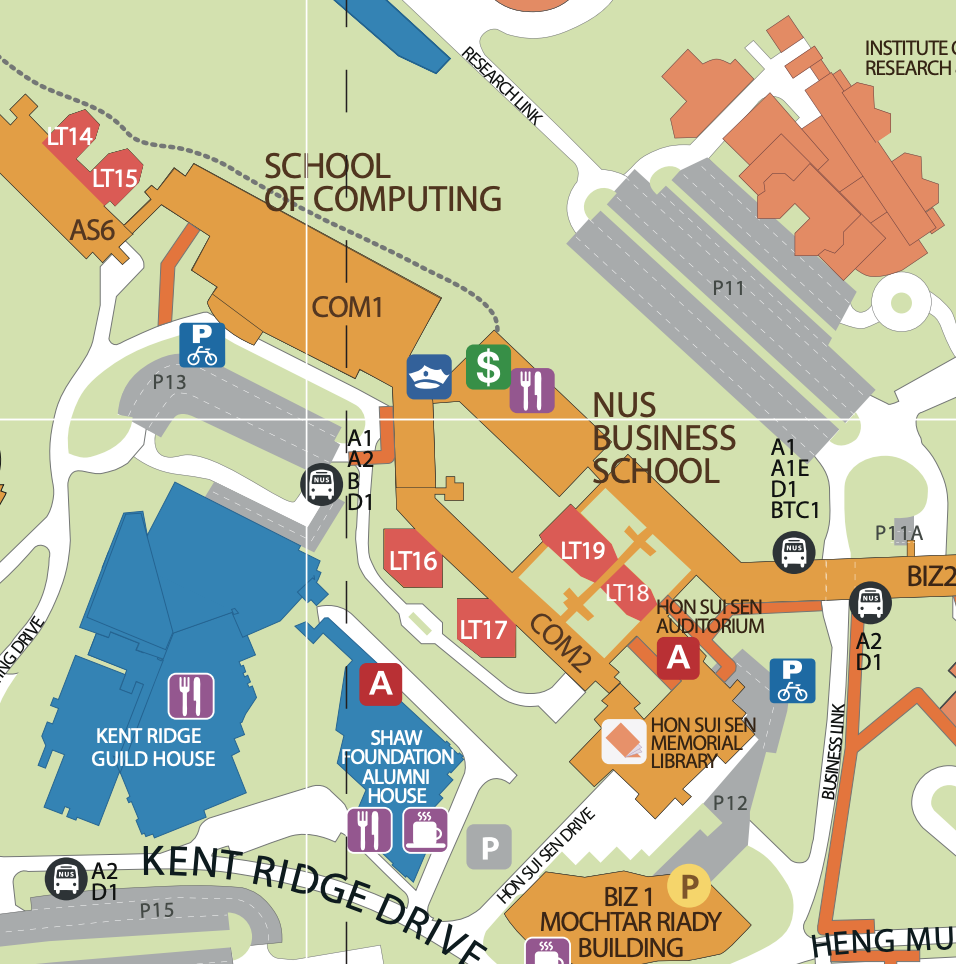 INSTITUTE
RESEARCH
RESEARCH LINK
LT14
LT15
SCHOOL
OF COMPUTING
AS6
P11
COM1
P
P13
$
NUS
BUSINESS
SCHOOL
A1
A2
B
D1
NUS
A1
A1E
D1
BTC1
NUS
P11A
LT16
LT19
BIZ2
LT18
NUS
HON SUI SEN
AUDITORIUM
LT17
COM2
A2
D1
A
A
P
KENT RIDGE
GUILD HOUSE
SHAW
FOUNDATION
ALUMNI
HOUSE
HON SUI SEN
MEMORIAL
LIBRARY
BUSINESS LINK
P12
P
HON SUI SEN DRIVE
NUS
A2
D1
KENT RIDGE DRIVE
P15
P
BIZ 1
MOCHTAR RIADY
BUILDING
HENG MU
NG DRIVE